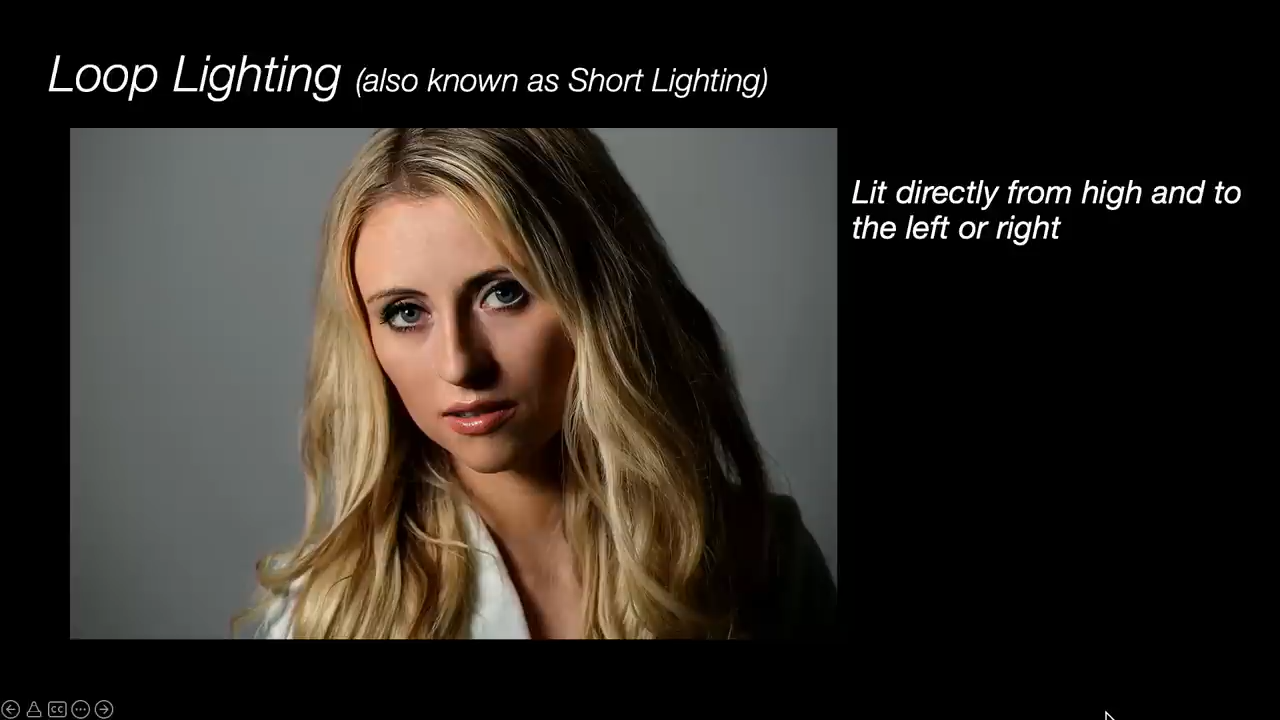 Loop Lighting (also known as Short Lighting)
Lit directly from high and to
the left or right